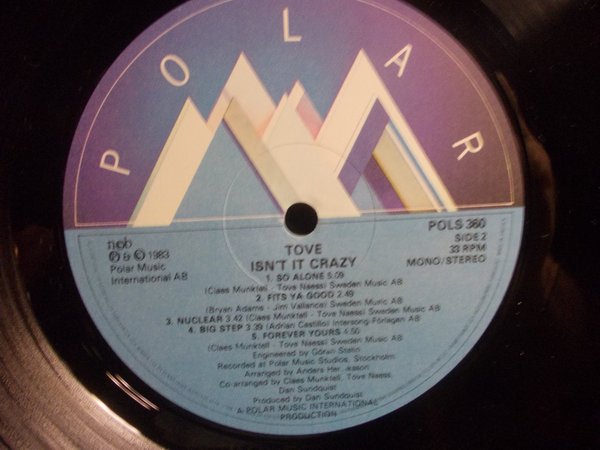 POLAR
ncb
℗ & © 1983
Polar Music
International AB
POLS 360
SIDE 2
33 RPM
MONO/STEREO
TOVE
ISN'T IT CRAZY
1. SO ALONE 5.09
(Claes Munktell - Tove Naess) Sweden Music AB
2. FITS YA GOOD 2.49
(Bryan Adams - Jim Vallance) Sweden Music AB
3. NUCLEAR 3.42 (Claes Munktell - Tove Naess) Sweden Music AB
4. BIG STEP 3.39 (Adrian Castillo) Intersong-Förlagen AB
5. FOREVER YOURS
(Claes Munktell - Tove Naess) Sweden Music AB
Engineered by Göran Stelin
Recorded at Polar Music Studios, Stockholm
Arranged by Anders
Co-arranged by Claes Munktell, Tove Naess,
Dan Sundquist
Produced by Dan Sundquist
A POLAR MUSIC INTERNATIONAL
PRODUCTION